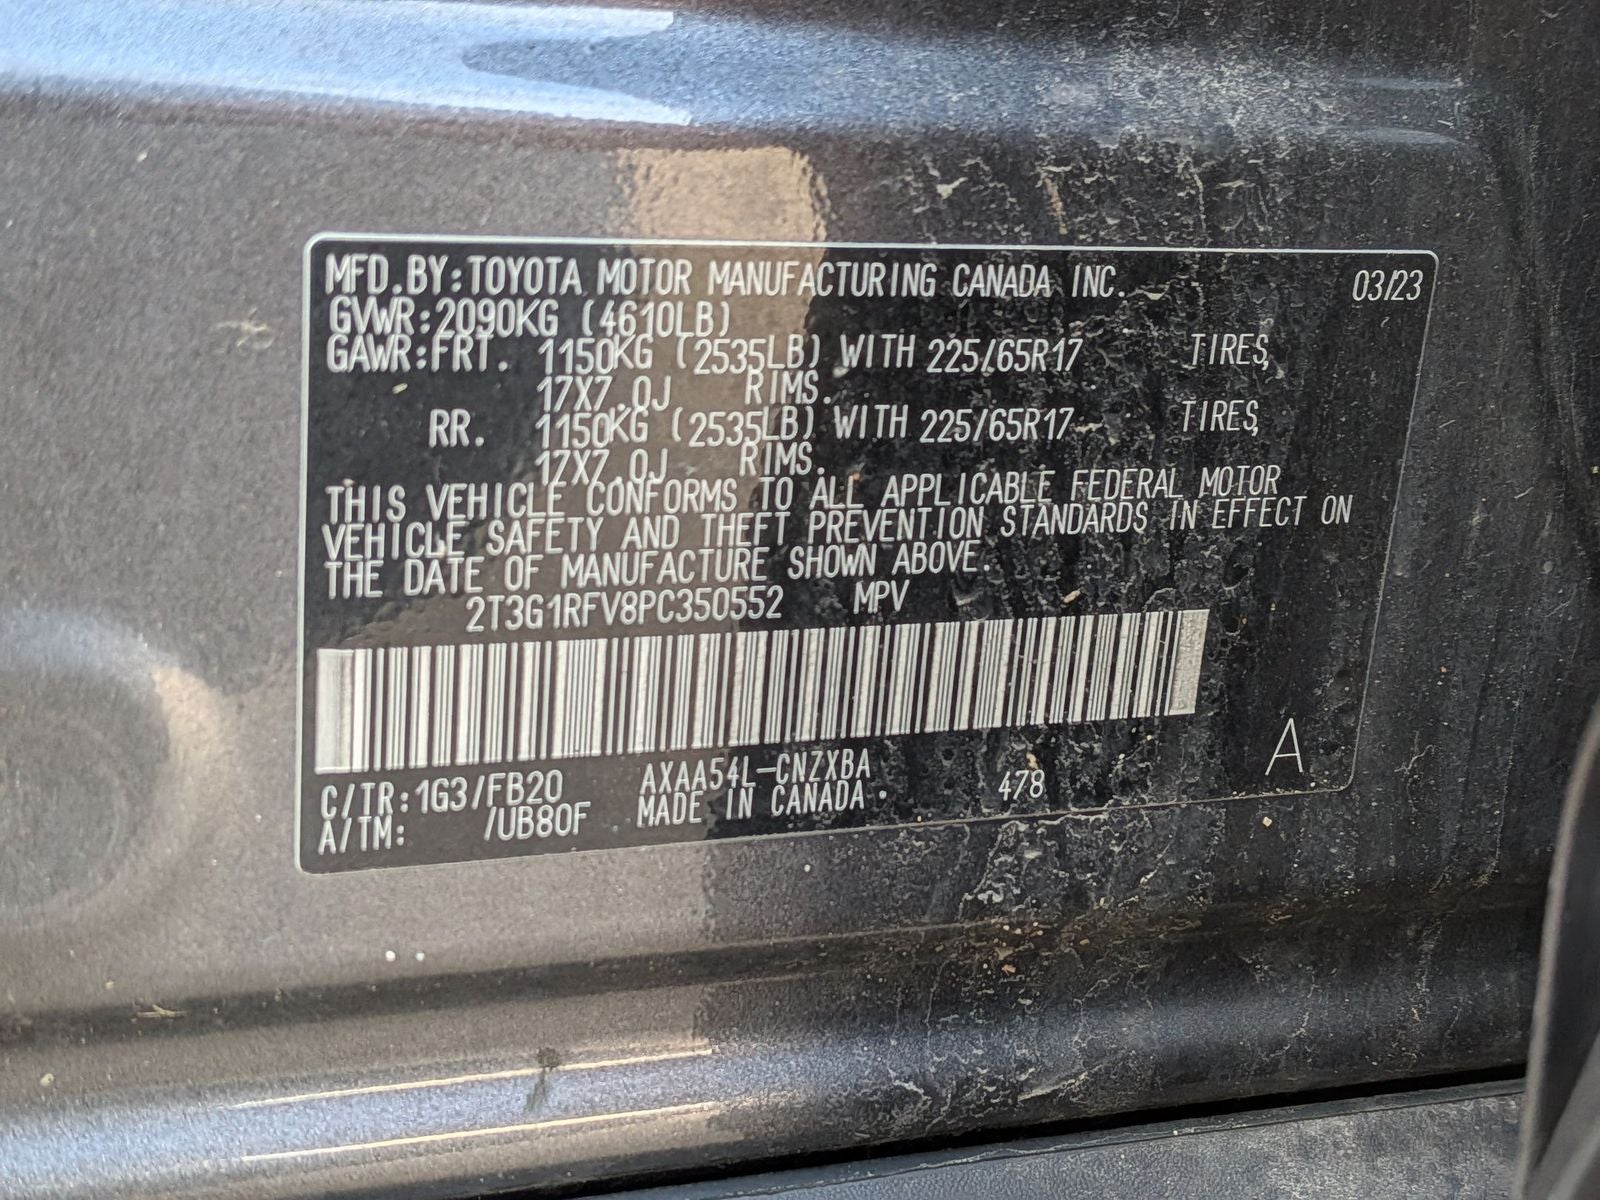 MFD.BY:TOYOTA MOTOR MANUFACTURING CANADA INC. 03/23
GVWR:2090KG (4610LB)
GAWR:FRT. 1150KG (2535LB) WITH 225/65R17 TIRES,
17X7.0J RIMS.
RR. 1150KG (2535LB) WITH 225/65R17 TIRES,
17X7.0J RIMS.
THIS VEHICLE CONFORMS TO ALL APPLICABLE FEDERAL MOTOR
VEHICLE SAFETY AND THEFT PREVENTION STANDARDS IN EFFECT ON
THE DATE OF MANUFACTURE SHOWN ABOVE.
2T3G1RFV8PC350552 MPV
C/TR:1G3/FB20 AXAA54L-CNZXBA 478 A
A/TM: /UB80F MADE IN CANADA.